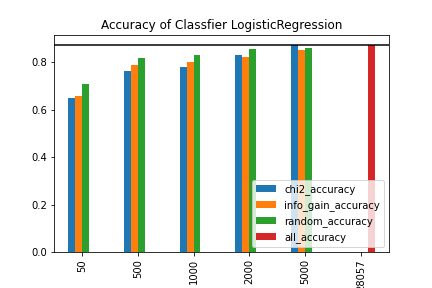 Accuracy of Classfier LogisticRegression
0.8
0.6
0.4
0.2
0.0
chi2_accuracy
info_gain_accuracy
random_accuracy
all_accuracy
50
500
1000
2000
5000
28057